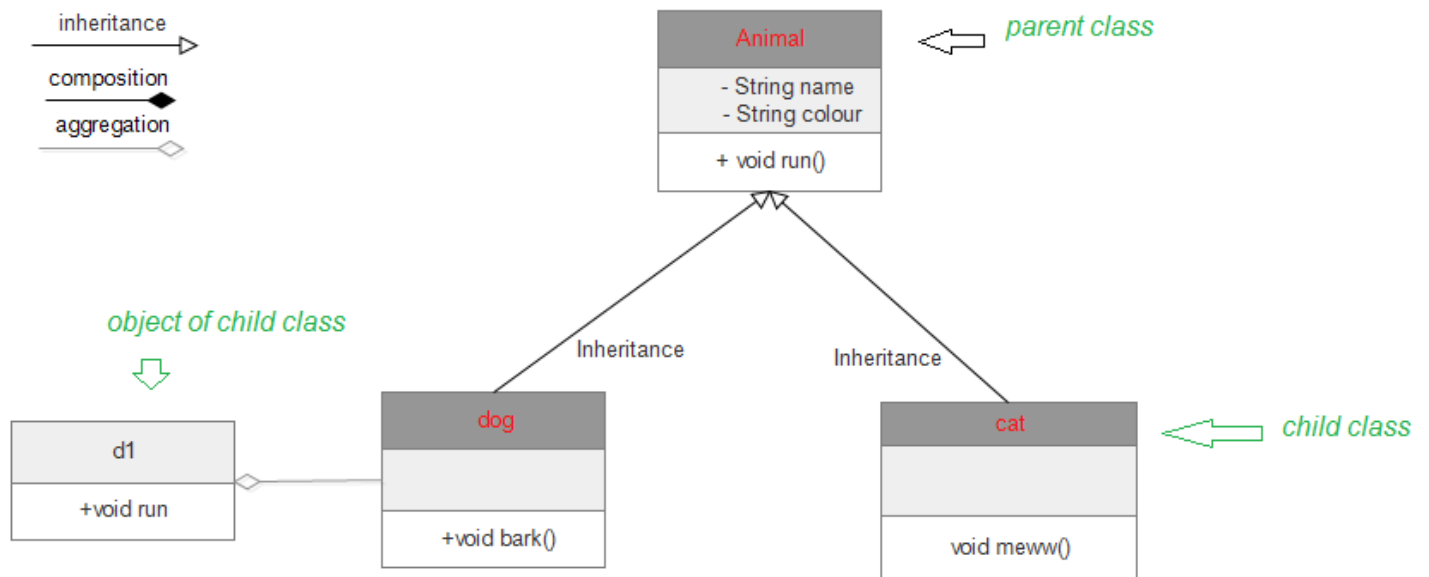 inheritance
composition
aggregation
Animal
- String name
- String colour
+ void run()
parent class
object of child class
Inheritance
Inheritance
d1
+void run
dog
+void bark()
cat
void meww()
child class